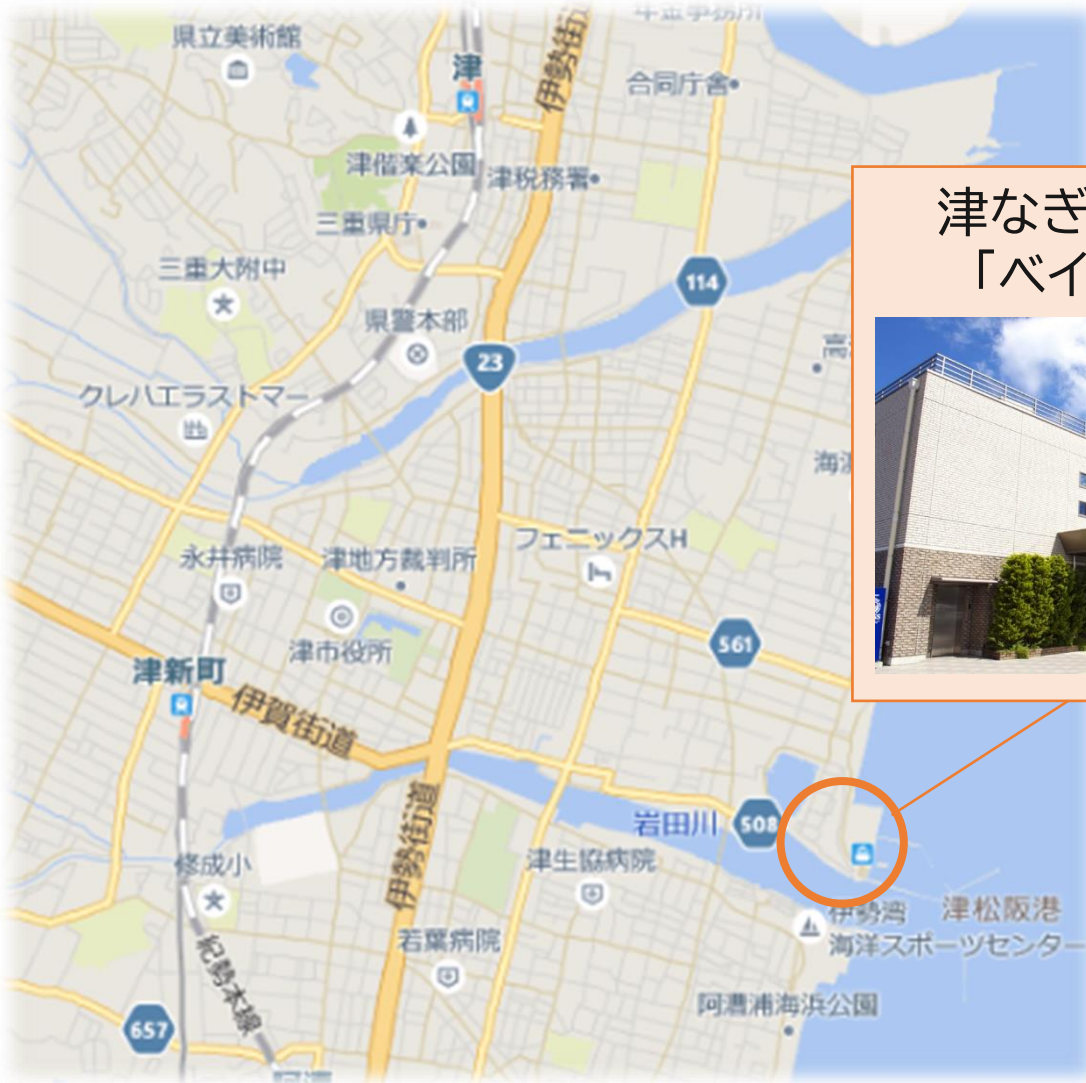 県立美術館
津
伊勢街
合同庁舎
津偕楽公園
津税務署
三重県庁
三重大附中
114
津なぎ
「ベイ
県警本部
23
クレハエラストマー
高
海浜
フェニックスH
永井病院
津地方裁判所
津市役所
561
津新町
伊賀街道
伊勢街道
岩田川
508
修成小
津生協病院
伊勢湾
海洋スポーツセンター
津松阪港
若葉病院
紀勢本線
阿漕浦海浜公園
657